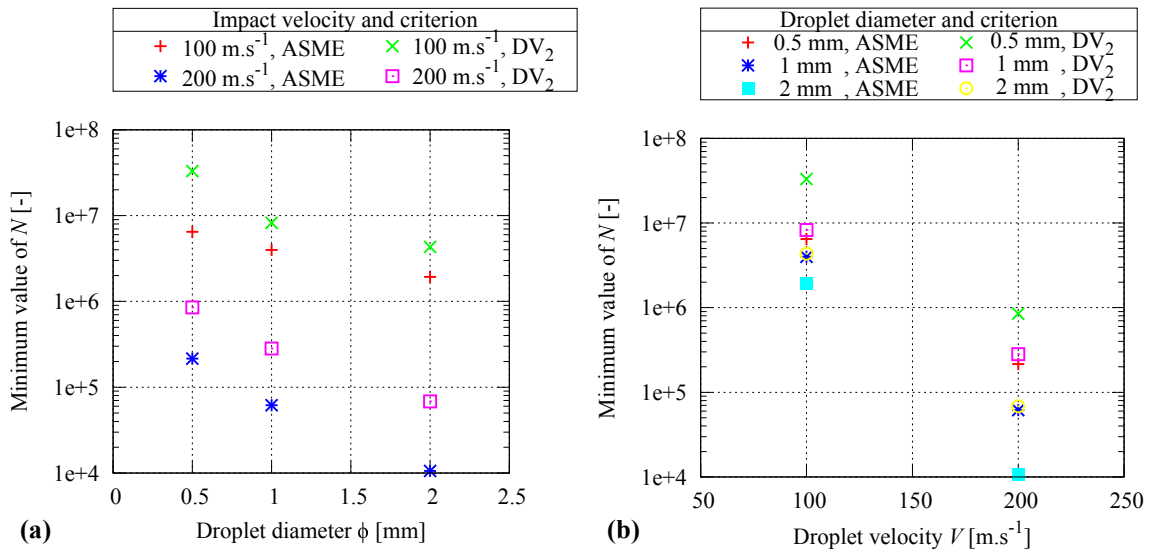 Impact velocity and criterion
100 m.s⁻¹, ASME 100 m.s⁻¹, DV₂
200 m.s⁻¹, ASME 200 m.s⁻¹, DV₂
Minimum value of N [-]
1e+8
1e+7
1e+6
1e+5
1e+4
0 0.5 1 1.5 2 2.5
(a) Droplet diameter ϕ [mm]
Droplet diameter and criterion
0.5 mm, ASME 0.5 mm, DV₂
1 mm , ASME 1 mm , DV₂
2 mm , ASME 2 mm , DV₂
Minimum value of N [-]
1e+8
1e+7
1e+6
1e+5
1e+4
50 100 150 200 250
(b) Droplet velocity V [m.s⁻¹]